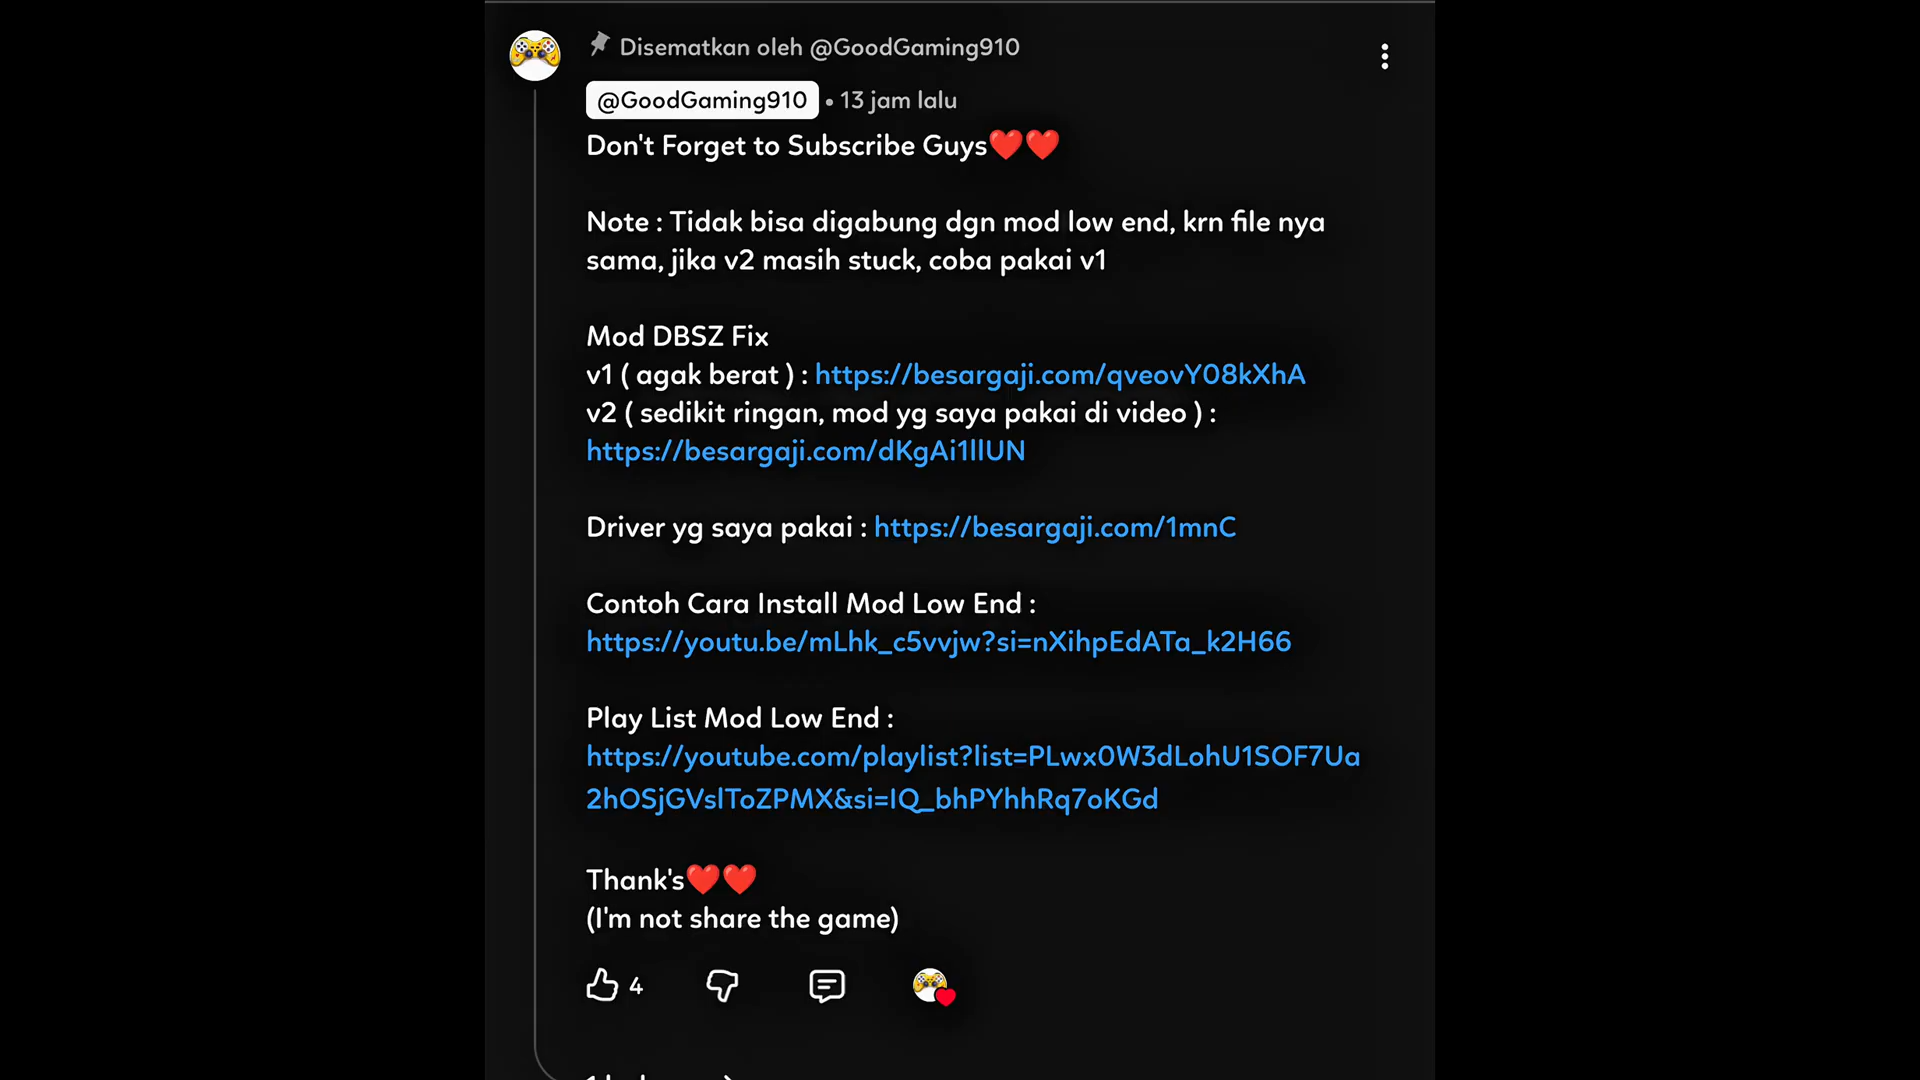 Disematkan oleh @GoodGaming910
@GoodGaming910 • 13 jam lalu
Don't Forget to Subscribe Guys❤️❤️
Note : Tidak bisa digabung dgn mod low end, krn file nya
sama, jika v2 masih stuck, coba pakai v1
Mod DBSZ Fix
v1 ( agak berat ) : https://besargaji.com/qveovY08kXhA
v2 ( sedikit ringan, mod yg saya pakai di video ) :
https://besargaji.com/dKgAi1llUN
Driver yg saya pakai : https://besargaji.com/1mnC
Contoh Cara Install Mod Low End :
https://youtu.be/mLhk_c5vvjw?si=nXihpEdATa_k2H66
Play List Mod Low End :
https://youtube.com/playlist?list=PLwx0W3dLohU1SOF7Ua
2hOSjGVslToZPMX&si=IQ_bhPYhhRq7oKGd
Thank's❤️❤️
(I'm not share the game)
4